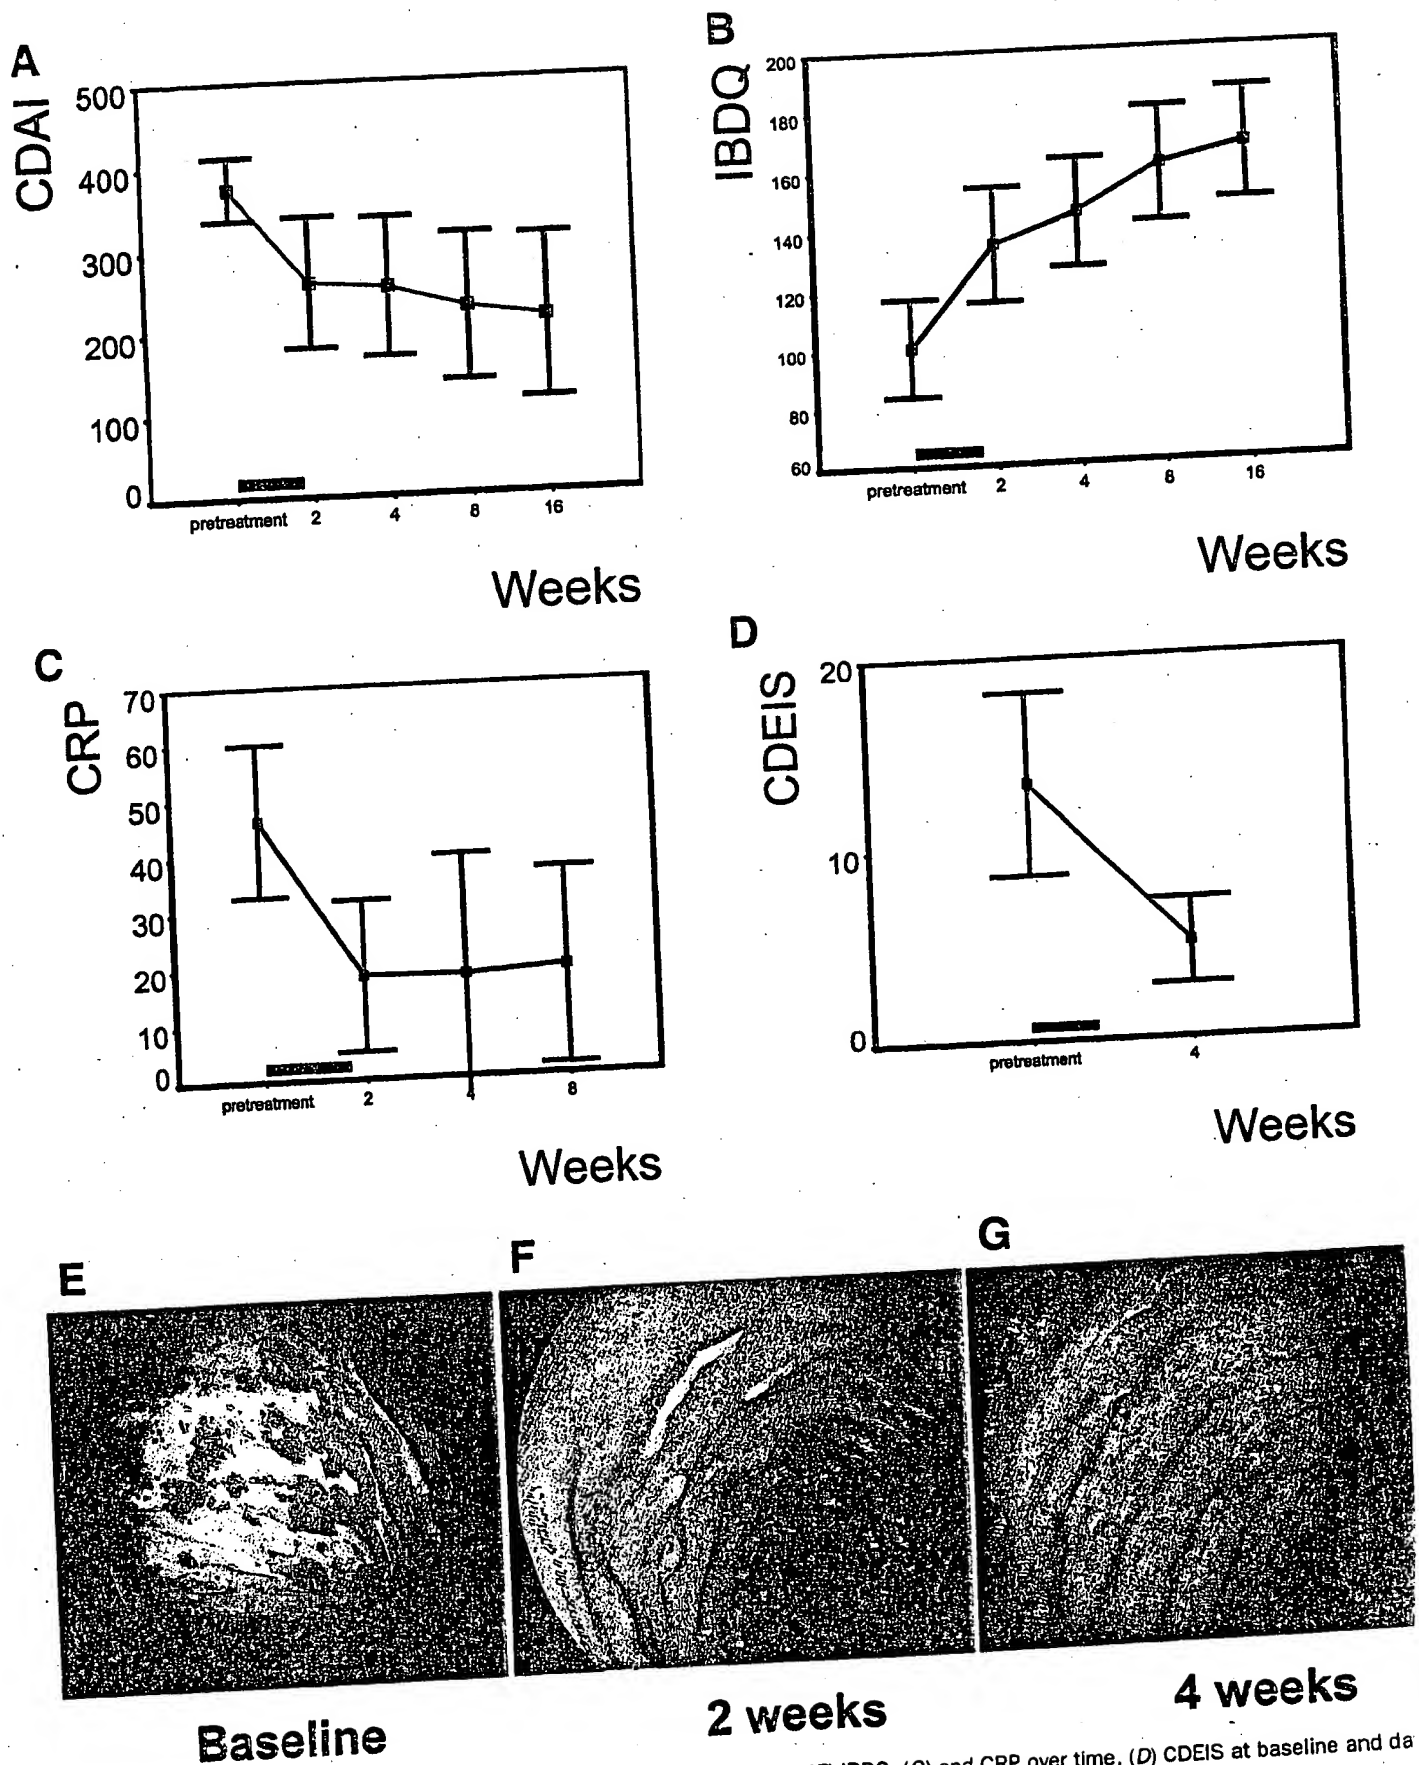 A
CDAI
500
400
300
200
100
0
pretreatment 2 4 8 16
Weeks
B
IBDQ
200
180
160
140
120
100
80
60
pretreatment 2 4 8 16
Weeks
C
CRP
70
60
50
40
30
20
10
0
pretreatment 2 4 8
Weeks
D
CDEIS
20
10
0
pretreatment 4
Weeks
E
F
G
Baseline
2 weeks
4 weeks
and CRP over time. (D) CDEIS at baseline and da